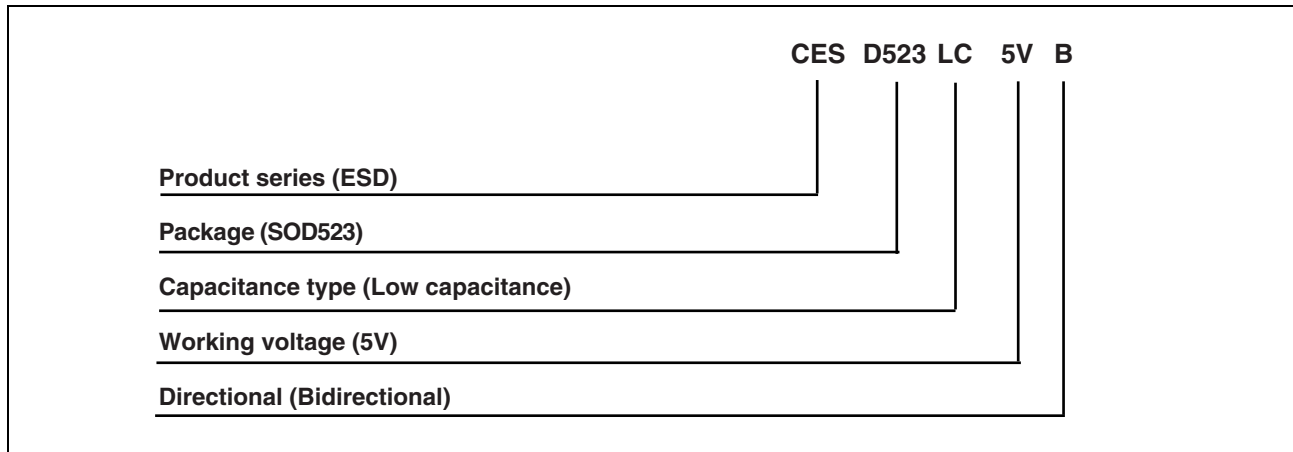 CES D523 LC 5V B
Product series (ESD)
Package (SOD523)
Capacitance type (Low capacitance)
Working voltage (5V)
Directional (Bidirectional)